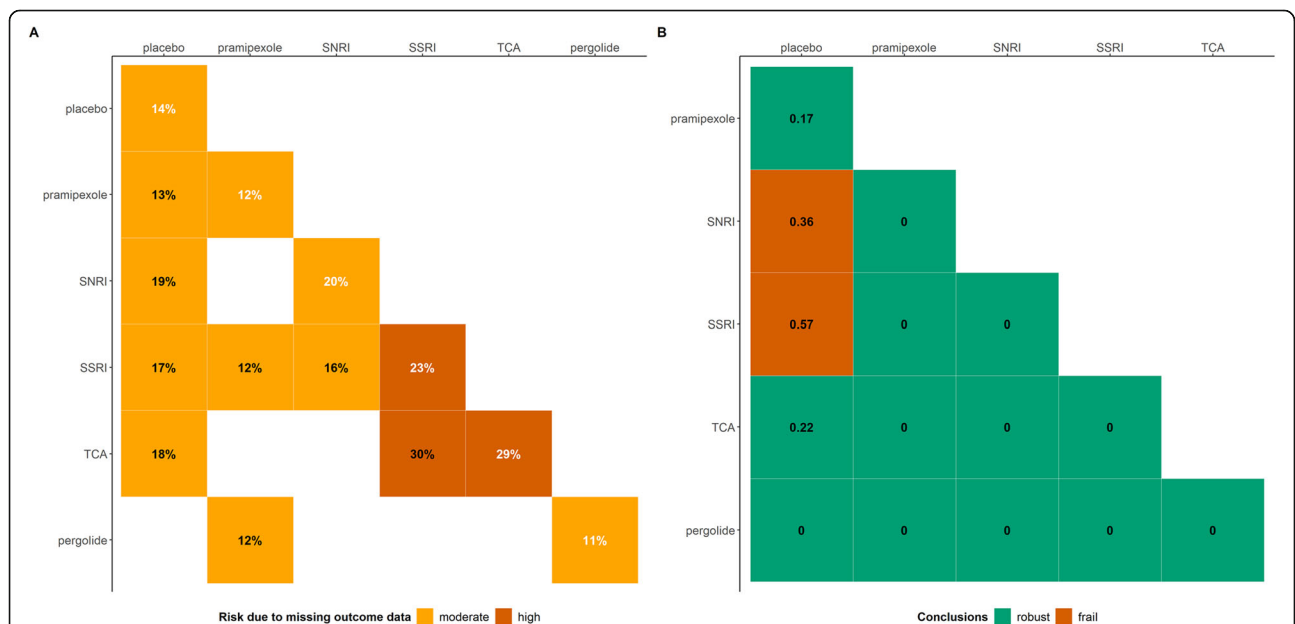 A
placebo pramipexole SNRI SSRI TCA pergolide
placebo 14%
pramipexole 13% 12%
SNRI 19% 20%
SSRI 17% 12% 16% 23%
TCA 18% 30% 29%
pergolide 12% 11%
Risk due to missing outcome data moderate high
B
placebo pramipexole SNRI SSRI TCA
pramipexole 0.17
SNRI 0.36 0
SSRI 0.57 0 0
TCA 0.22 0 0 0
pergolide 0 0 0 0 0
Conclusions robust frail